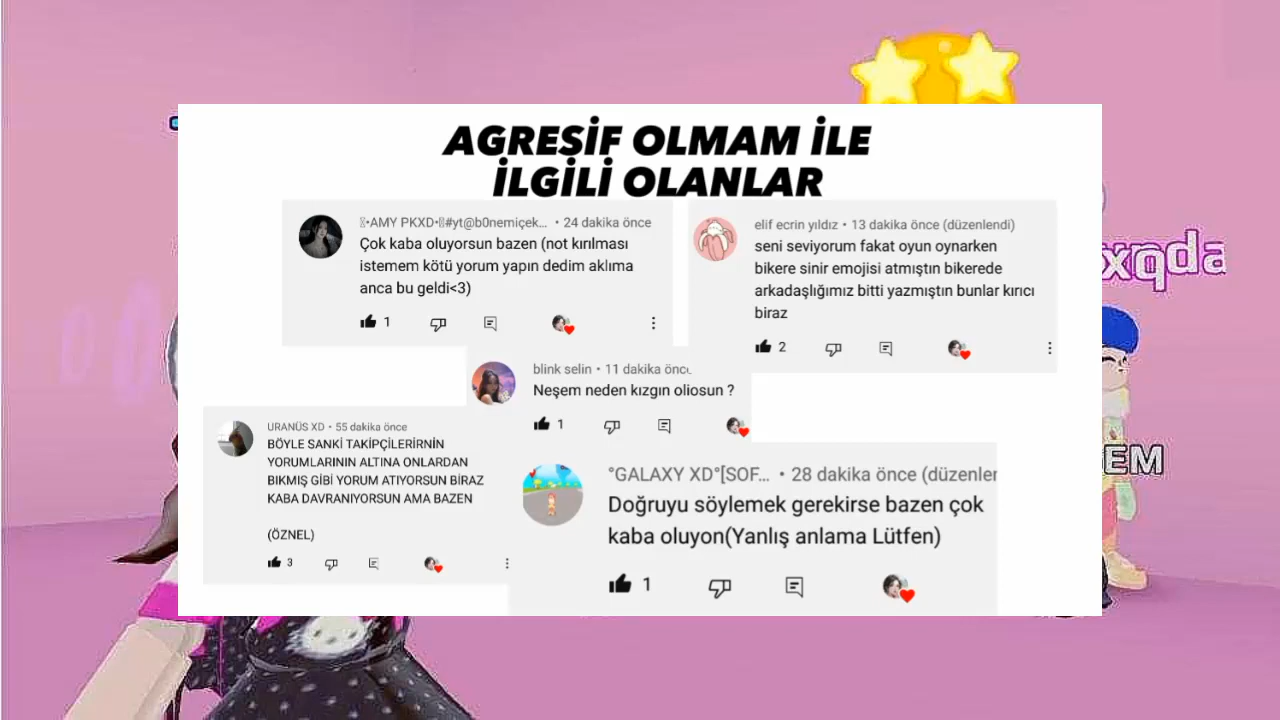 AGRESİF OLMAM İLE
İLGİLİ OLANLAR
•AMY PKXD•#yt@b0nemiçek... • 24 dakika önce
Çok kaba oluyorsun bazen (not kırılması
istemem kötü yorum yapın dedim aklıma
anca bu geldi<3)
1
elif ecrin yıldız • 13 dakika önce (düzenlendi)
seni seviyorum fakat oyun oynarken
bikere sinir emojisi atmıştın bikerede
arkadaşlığımız bitti yazmıştın bunlar kırıcı
biraz
2
blink selin • 11 dakika önce
Neşem neden kızgın oliosun ?
1
URANÜS XD • 55 dakika önce
BÖYLE SANKİ TAKİPÇİLERİRNİN
YORUMLARININ ALTINA ONLARDAN
BIKMIŞ GİBİ YORUM ATIYORSUN BİRAZ
KABA DAVRANIYORSUN AMA BAZEN
(ÖZNEL)
3
°GALAXY XD°[SOF... • 28 dakika önce (düzenler
Doğruyu söylemek gerekirse bazen çok
kaba oluyon(Yanlış anlama Lütfen)
1
xqda
EM